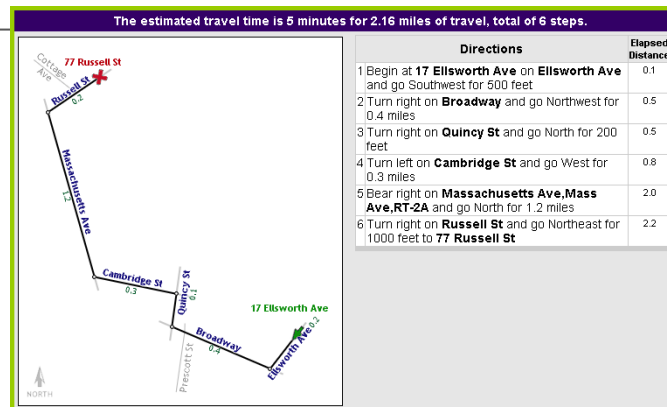 The estimated travel time is 5 minutes for 2.16 miles of travel, total of 6 steps.
Cottage
Ave
77 Russell St
Russell St
0.2
Massachusetts Ave
1.2
Cambridge St
0.3
Quincy St
0.1
17 Ellsworth Ave
0.2
Broadway
0.4
Ellsworth Ave
Prescott St
NORTH
Directions
Elapsed
Distance
1 Begin at 17 Ellsworth Ave on Ellsworth Ave 0.1
and go Southwest for 500 feet
2 Turn right on Broadway and go Northwest for 0.5
0.4 miles
3 Turn right on Quincy St and go North for 200 0.5
feet
4 Turn left on Cambridge St and go West for 0.8
0.3 miles
5 Bear right on Massachusetts Ave,Mass 2.0
Ave,RT-2A and go North for 1.2 miles
6 Turn right on Russell St and go Northeast for 2.2
1000 feet to 77 Russell St